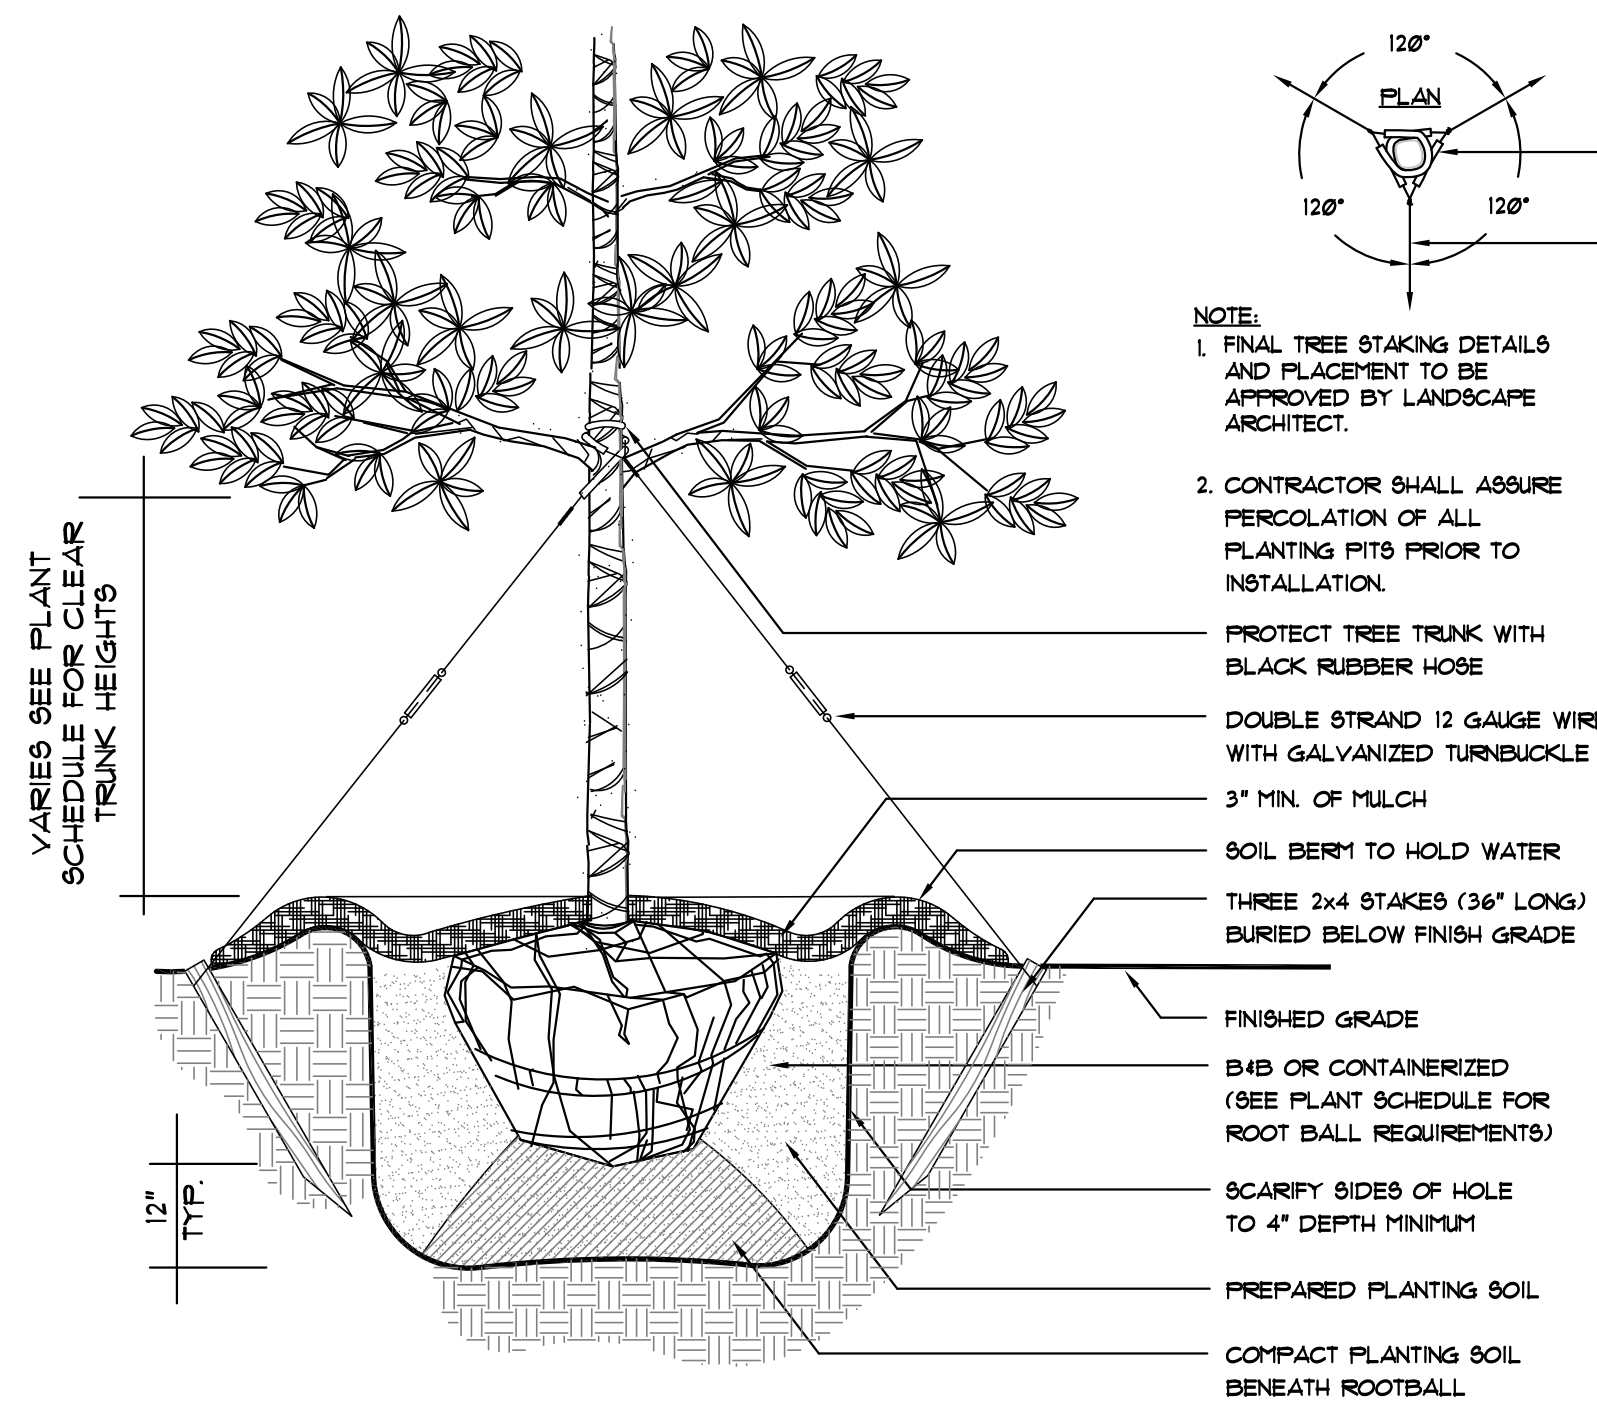 120°
PLAN
120°
120°
NOTE:
1. FINAL TREE STAKING DETAILS
AND PLACEMENT TO BE
APPROVED BY LANDSCAPE
ARCHITECT.
2. CONTRACTOR SHALL ASSURE
PERCOLATION OF ALL
PLANTING PITS PRIOR TO
INSTALLATION.
PROTECT TREE TRUNK WITH
BLACK RUBBER HOSE
DOUBLE STRAND 12 GAUGE WIRE
WITH GALVANIZED TURNBUCKLE
3" MIN. OF MULCH
SOIL BERM TO HOLD WATER
THREE 2x4 STAKES (36" LONG)
BURIED BELOW FINISH GRADE
FINISHED GRADE
B&B OR CONTAINERIZED
(SEE PLANT SCHEDULE FOR
ROOT BALL REQUIREMENTS)
SCARIFY SIDES OF HOLE
TO 4" DEPTH MINIMUM
PREPARED PLANTING SOIL
COMPACT PLANTING SOIL
BENEATH ROOTBALL
VARIES SEE PLANT
SCHEDULE FOR CLEAR
TRUNK HEIGHTS
12"
TYP.